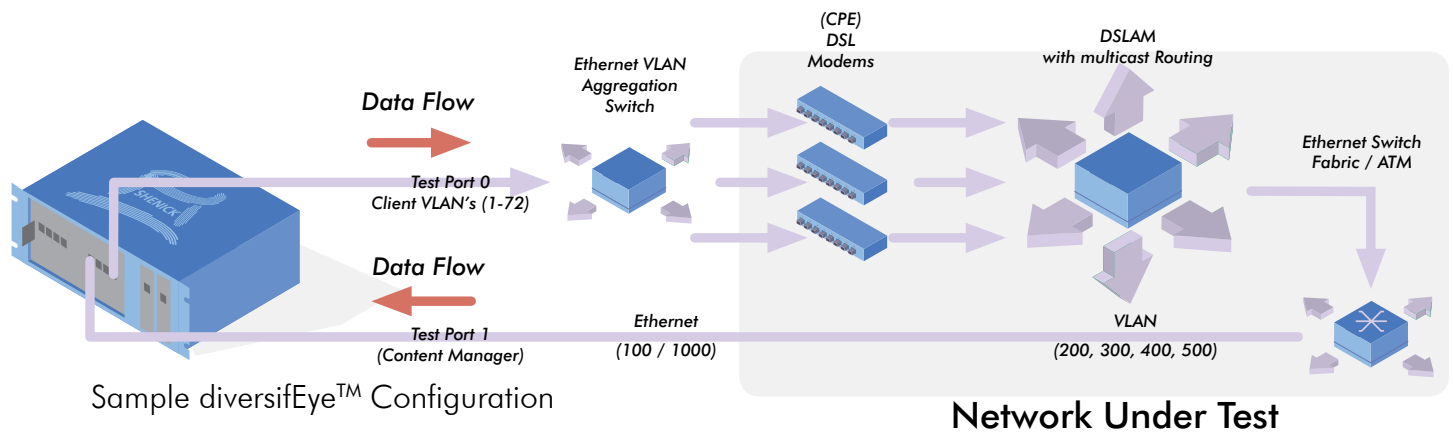 (CPE)
DSL
Modems
DSLAM
with multicast Routing
Ethernet VLAN
Aggregation
Switch
Data Flow
Ethernet Switch
Fabric / ATM
Test Port 0
Client VLAN's (1-72)
SHENICK
Data Flow
Test Port 1
(Content Manager)
Ethernet
(100 / 1000)
VLAN
(200, 300, 400, 500)
Sample diversifEye™ Configuration
Network Under Test